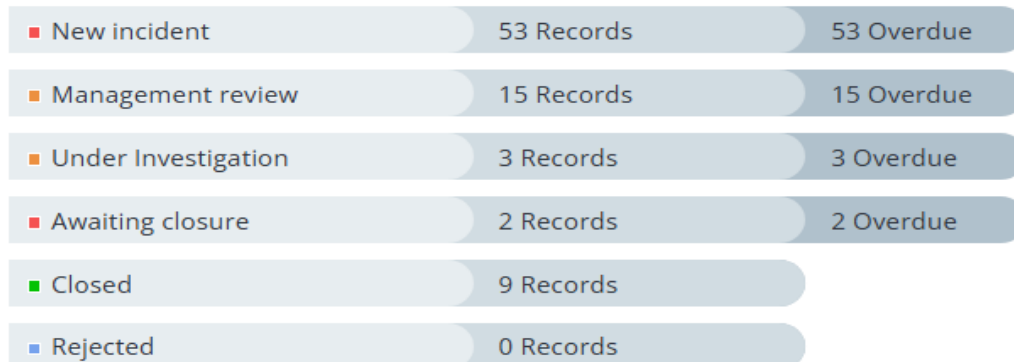 New incident 53 Records 53 Overdue
Management review 15 Records 15 Overdue
Under Investigation 3 Records 3 Overdue
Awaiting closure 2 Records 2 Overdue
Closed 9 Records
Rejected 0 Records